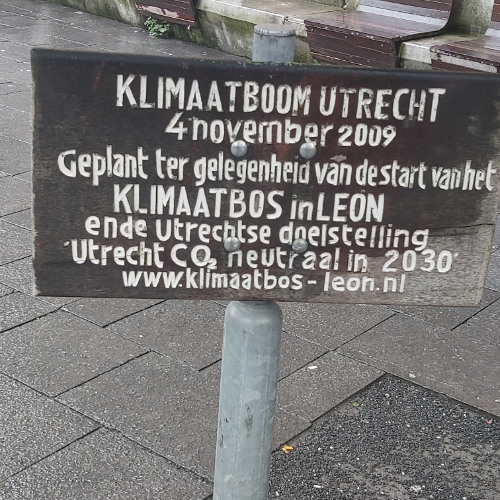 KLIMAATBOOM UTRECHT
4 november 2009
Geplant ter gelegenheid van de start van het
KLIMAATBOS in LEON
en de Utrechtse doelstelling
'Utrecht CO₂ neutraal in 2030'
www.klimaatbos-leon.nl